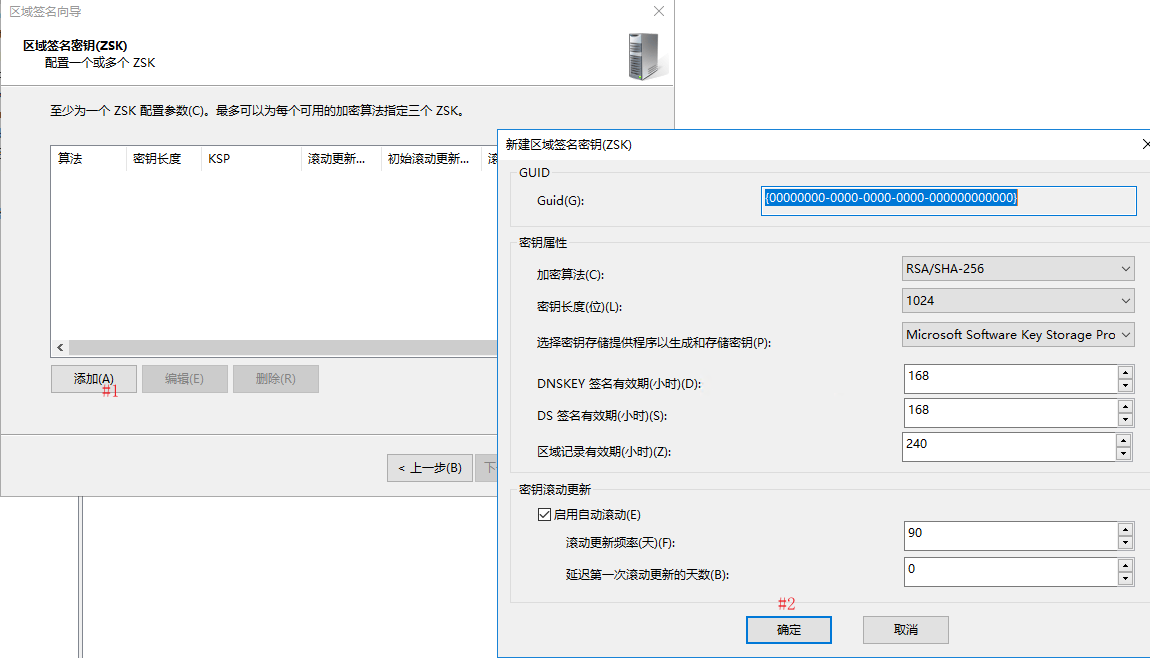 区域签名向导
区域签名密钥(ZSK)
配置一个或多个 ZSK
至少为一个 ZSK 配置参数(C)。最多可以为每个可用的加密算法指定三个 ZSK。
算法 密钥长度 KSP 滚动更新... 初始滚动更新... 滚
添加(A) 编辑(E) 删除(R)
#1
< 上一步(B) 下
新建区域签名密钥(ZSK)
GUID
Guid(G): {00000000-0000-0000-0000-000000000000}
密钥属性
加密算法(C): RSA/SHA-256
密钥长度(位)(L): 1024
选择密钥存储提供程序以生成和存储密钥(P): Microsoft Software Key Storage Pro
DNSKEY 签名有效期(小时)(D): 168
DS 签名有效期(小时)(S): 168
区域记录有效期(小时)(Z): 240
密钥滚动更新
启用自动滚动(E)
滚动更新频率(天)(F): 90
延迟第一次滚动更新的天数(B): 0
#2
确定 取消